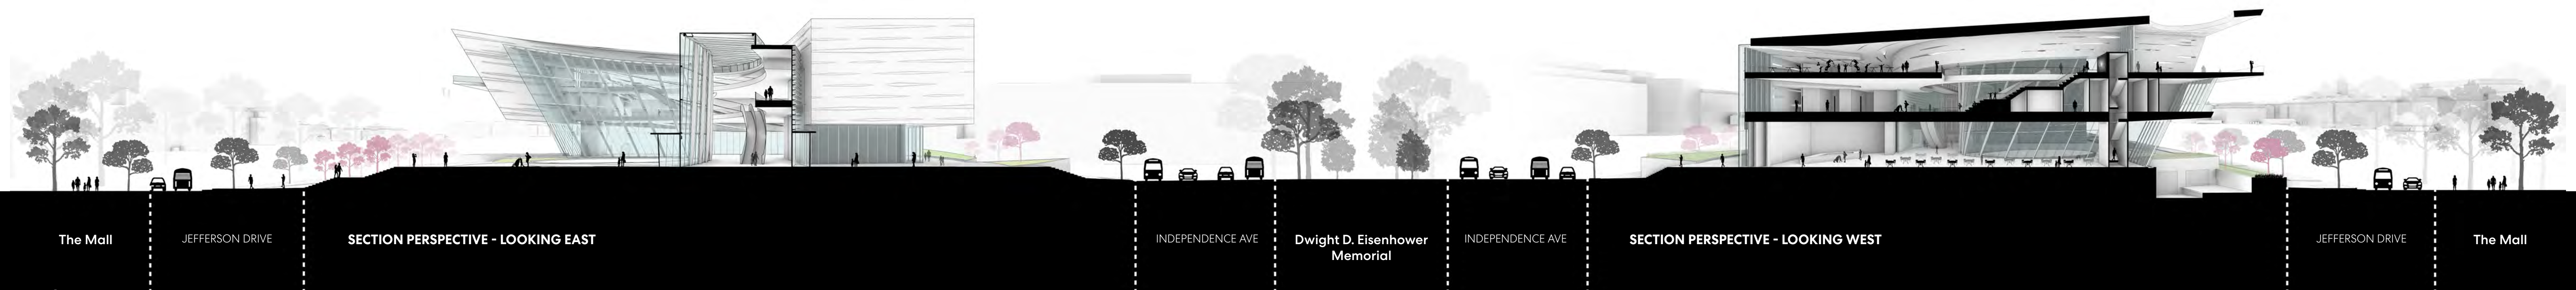 The Mall
JEFFERSON DRIVE
SECTION PERSPECTIVE - LOOKING EAST
INDEPENDENCE AVE
Dwight D. Eisenhower
Memorial
INDEPENDENCE AVE
SECTION PERSPECTIVE - LOOKING WEST
JEFFERSON DRIVE
The Mall